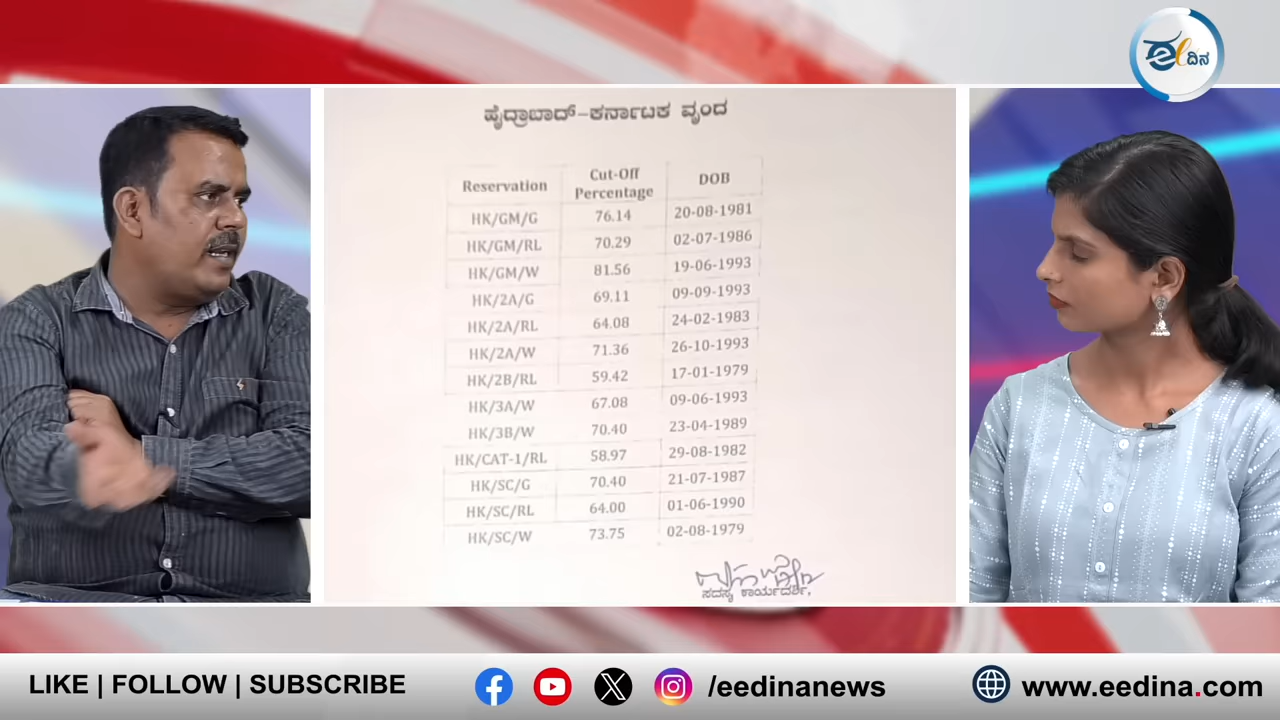 eಲ ದಿನ
ಹೈದ್ರಾಬಾದ್-ಕರ್ನಾಟಕ ವೃಂದ
Reservation Cut-Off Percentage DOB
HK/GM/G 76.14 20-08-1981
HK/GM/RL 70.29 02-07-1986
HK/GM/W 81.56 19-06-1993
HK/2A/G 69.11 09-09-1993
HK/2A/RL 64.08 24-02-1983
HK/2A/W 71.36 26-10-1993
HK/2B/RL 59.42 17-01-1979
HK/3A/W 67.08 09-06-1993
HK/3B/W 70.40 23-04-1989
HK/CAT-1/RL 58.97 29-08-1982
HK/SC/G 70.40 21-07-1987
HK/SC/RL 64.00 01-06-1990
HK/SC/W 73.75 02-08-1979
ಸದಸ್ಯ ಕಾರ್ಯದರ್ಶಿ,
LIKE | FOLLOW | SUBSCRIBE
/eedinanews
www.eedina.com